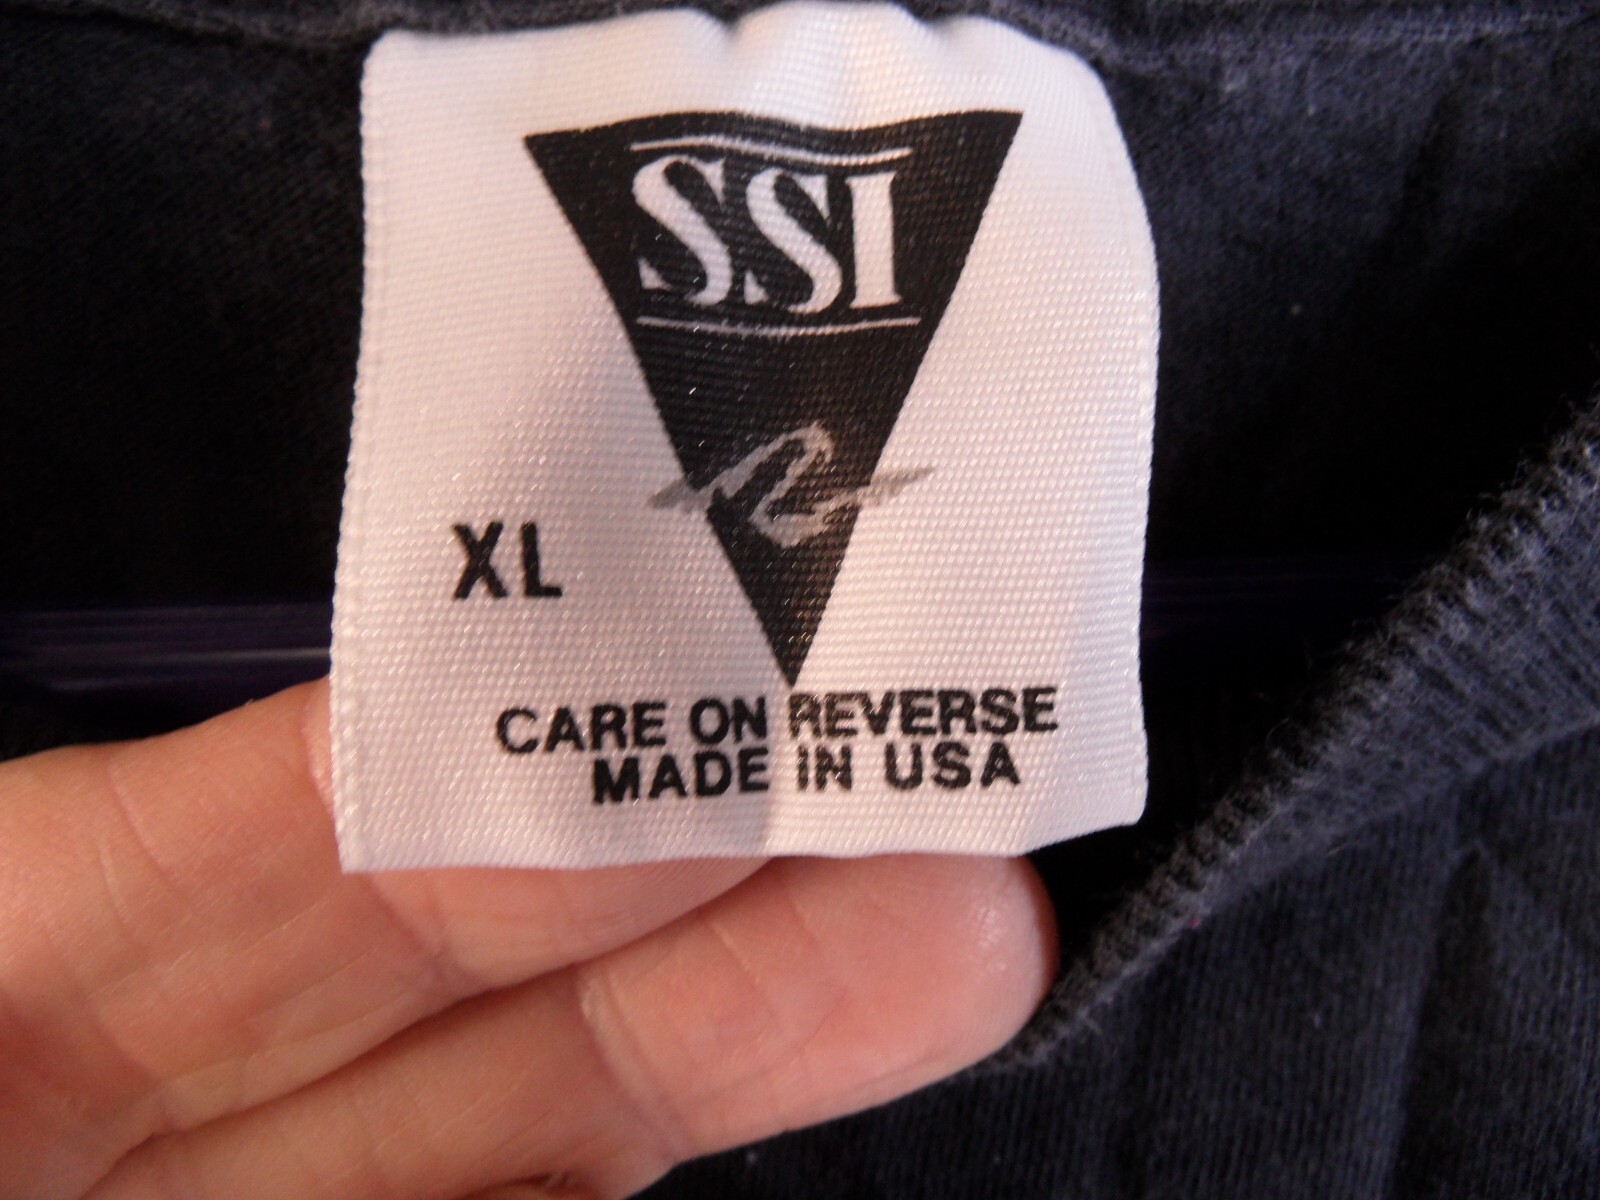 SSI
R
XL
CARE ON REVERSE
MADE IN USA